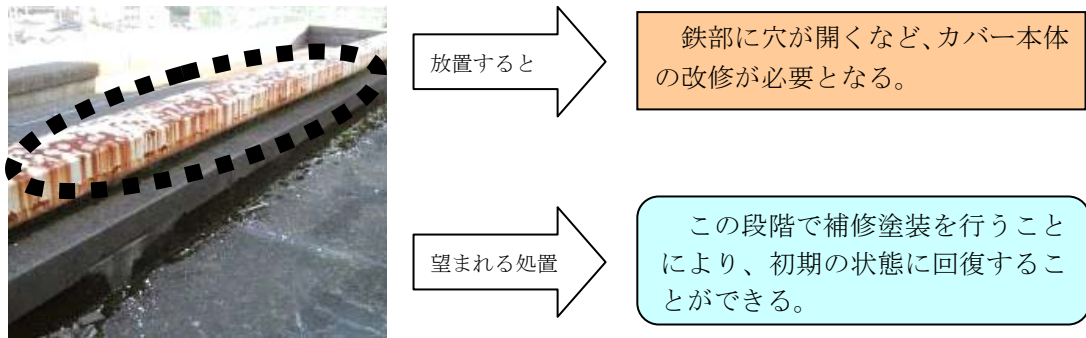 放置すると
鉄部に穴が開くなど、カバー本体
の改修が必要となる。
望まれる処置
この段階で補修塗装を行うこと
により、初期の状態に回復するこ
とができる。